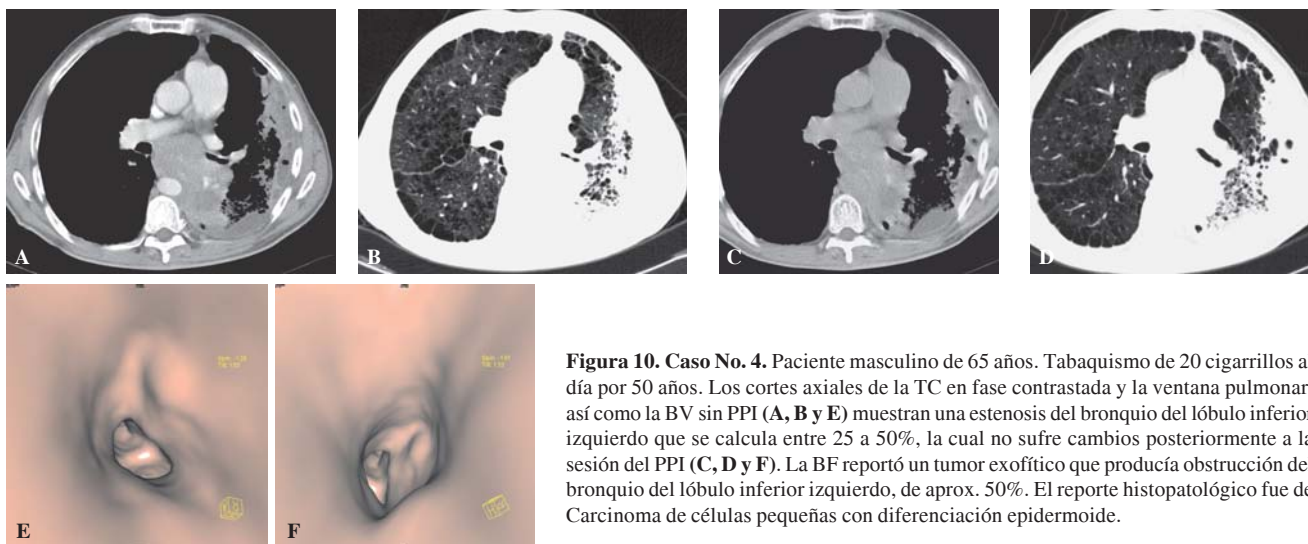 A
B
C
D
E
F
Figura 10. Caso No. 4. Paciente masculino de 65 años. Tabaquismo de 20 cigarrillos a
día por 50 años. Los cortes axiales de la TC en fase contrastada y la ventana pulmonar
así como la BV sin PPI (A, B y E) muestran una estenosis del bronquio del lóbulo inferior
izquierdo que se calcula entre 25 a 50%, la cual no sufre cambios posteriormente a la
sesión del PPI (C, D y F). La BF reportó un tumor exofítico que producía obstrucción de
bronquio del lóbulo inferior izquierdo, de aprox. 50%. El reporte histopatológico fue de
Carcinoma de células pequeñas con diferenciación epidermoide.